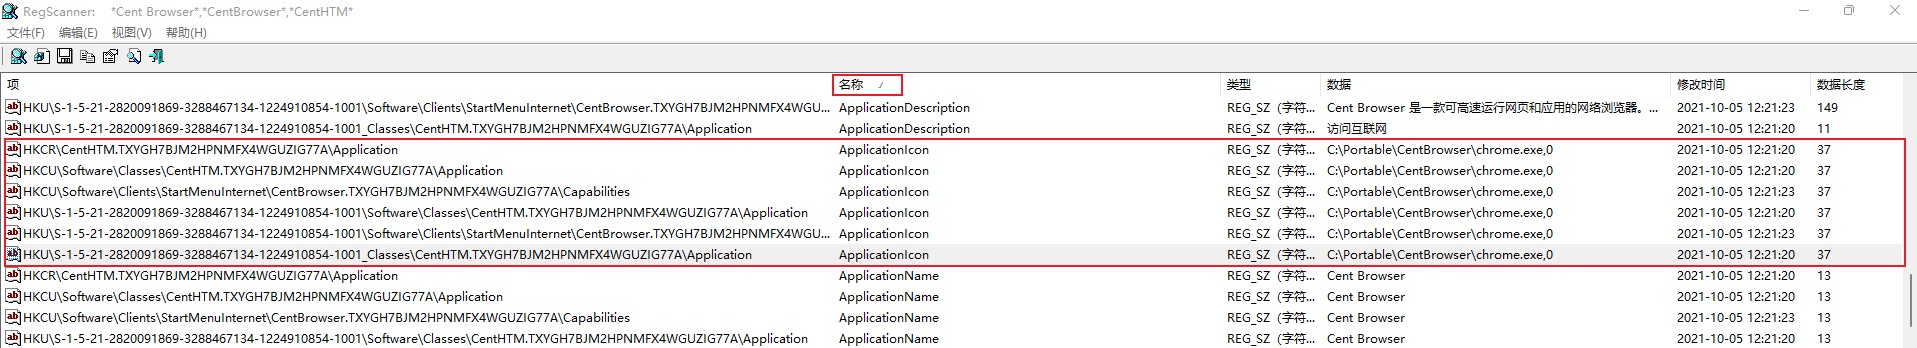 RegScanner: *Cent Browser*,*CentBrowser*,*CentHTM*
文件(F) 编辑(E) 视图(V) 帮助(H)
项 名称 类型 数据 修改时间 数据长度
HKU\S-1-5-21-2820091869-3288467134-1224910854-1001\Software\Clients\StartMenuInternet\CentBrowser.TXYGH7BJM2HPNMFX4WGU... ApplicationDescription REG_SZ（字符... Cent Browser 是一款可高速运行网页和应用的网络浏览器。... 2021-10-05 12:21:23 149
HKU\S-1-5-21-2820091869-3288467134-1224910854-1001_Classes\CentHTM.TXYGH7BJM2HPNMFX4WGUZIG77A\Application ApplicationDescription REG_SZ（字符... 访问互联网 2021-10-05 12:21:20 11
HKCR\CentHTM.TXYGH7BJM2HPNMFX4WGUZIG77A\Application ApplicationIcon REG_SZ（字符... C:\Portable\CentBrowser\chrome.exe,0 2021-10-05 12:21:20 37
HKCU\Software\Classes\CentHTM.TXYGH7BJM2HPNMFX4WGUZIG77A\Application ApplicationIcon REG_SZ（字符... C:\Portable\CentBrowser\chrome.exe,0 2021-10-05 12:21:20 37
HKCU\Software\Clients\StartMenuInternet\CentBrowser.TXYGH7BJM2HPNMFX4WGUZIG77A\Capabilities ApplicationIcon REG_SZ（字符... C:\Portable\CentBrowser\chrome.exe,0 2021-10-05 12:21:23 37
HKU\S-1-5-21-2820091869-3288467134-1224910854-1001\Software\Classes\CentHTM.TXYGH7BJM2HPNMFX4WGUZIG77A\Application ApplicationIcon REG_SZ（字符... C:\Portable\CentBrowser\chrome.exe,0 2021-10-05 12:21:20 37
HKU\S-1-5-21-2820091869-3288467134-1224910854-1001\Software\Clients\StartMenuInternet\CentBrowser.TXYGH7BJM2HPNMFX4WGU... ApplicationIcon REG_SZ（字符... C:\Portable\CentBrowser\chrome.exe,0 2021-10-05 12:21:23 37
HKU\S-1-5-21-2820091869-3288467134-1224910854-1001_Classes\CentHTM.TXYGH7BJM2HPNMFX4WGUZIG77A\Application ApplicationIcon REG_SZ（字符... C:\Portable\CentBrowser\chrome.exe,0 2021-10-05 12:21:20 37
HKCR\CentHTM.TXYGH7BJM2HPNMFX4WGUZIG77A\Application ApplicationName REG_SZ（字符... Cent Browser 2021-10-05 12:21:20 13
HKCU\Software\Classes\CentHTM.TXYGH7BJM2HPNMFX4WGUZIG77A\Application ApplicationName REG_SZ（字符... Cent Browser 2021-10-05 12:21:20 13
HKCU\Software\Clients\StartMenuInternet\CentBrowser.TXYGH7BJM2HPNMFX4WGUZIG77A\Capabilities ApplicationName REG_SZ（字符... Cent Browser 2021-10-05 12:21:23 13
HKU\S-1-5-21-2820091869-3288467134-1224910854-1001\Software\Classes\CentHTM.TXYGH7BJM2HPNMFX4WGUZIG77A\Application ApplicationName REG_SZ（字符... Cent Browser 2021-10-05 12:21:20 13